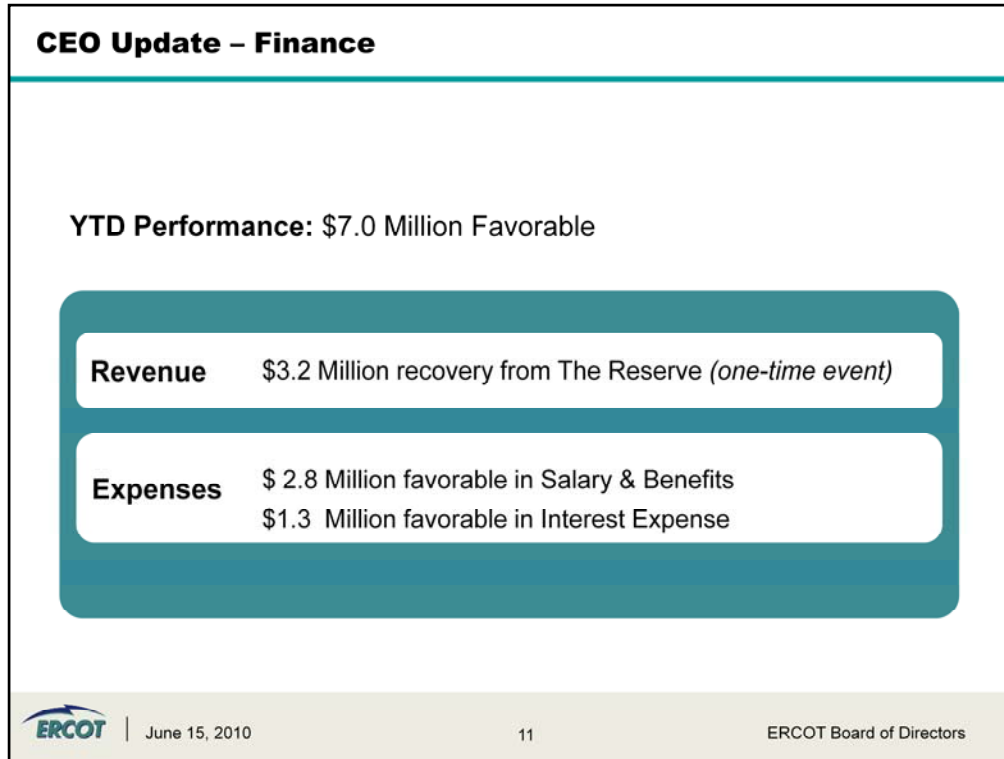 CEO Update – Finance
YTD Performance: $7.0 Million Favorable
Revenue $3.2 Million recovery from The Reserve (one-time event)
Expenses $ 2.8 Million favorable in Salary & Benefits
$1.3  Million favorable in Interest Expense
ERCOT | June 15, 2010 11 ERCOT Board of Directors